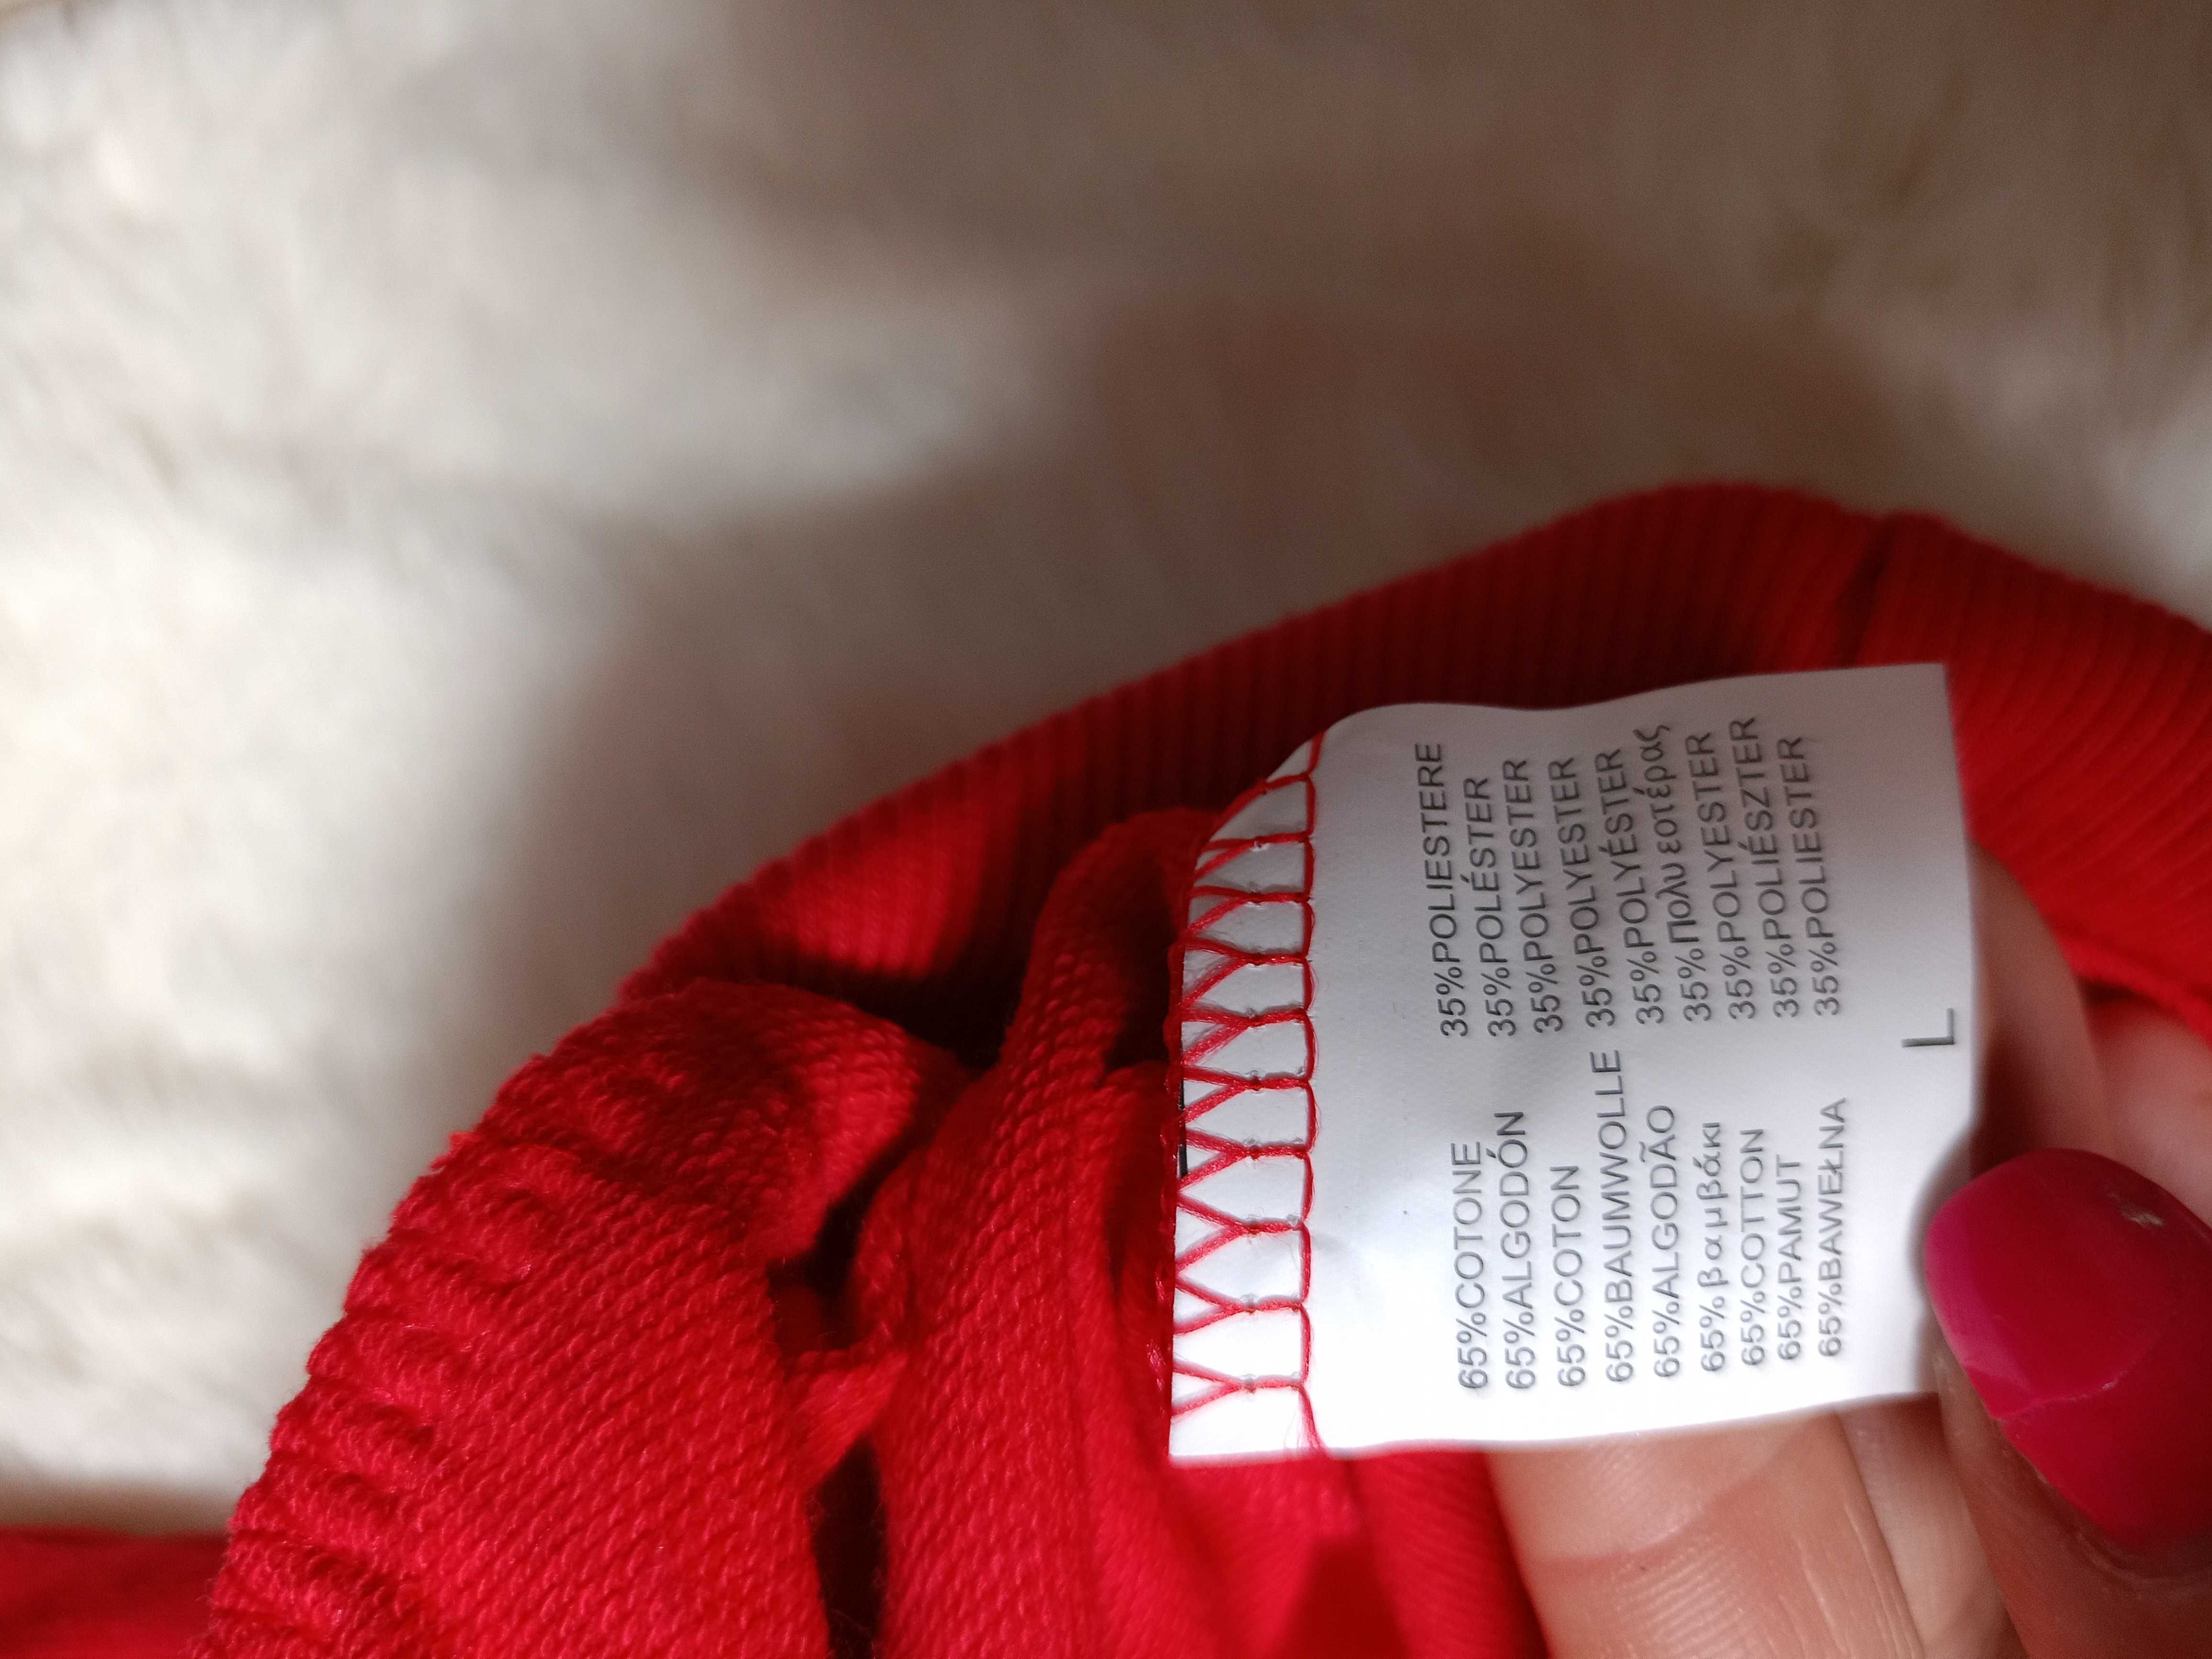 65%COTONE 35%POLIESTERE
65%ALGODÓN 35%POLÉSTER
65%COTON 35%POLYESTER
65%BAUMWOLLE 35%POLYESTER
65%ALGODÃO 35%POLYÉSTER
65%βαμβάκι 35%Πολυεστέρας
65%COTTON 35%POLYESTER
65%PAMUT 35%POLIÉSZTER
65%BAWEŁNA 35%POLIESTER
L